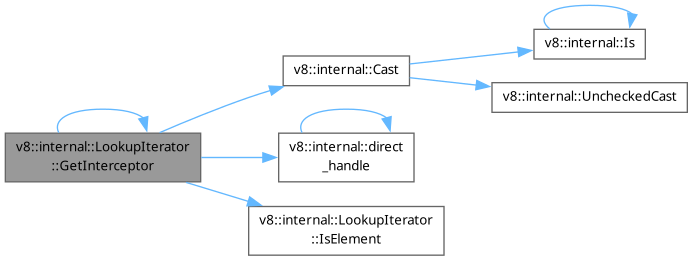 v8::internal::LookupIterator
::GetInterceptor
v8::internal::Cast
v8::internal::Is
v8::internal::UncheckedCast
v8::internal::direct
_handle
v8::internal::LookupIterator
::IsElement